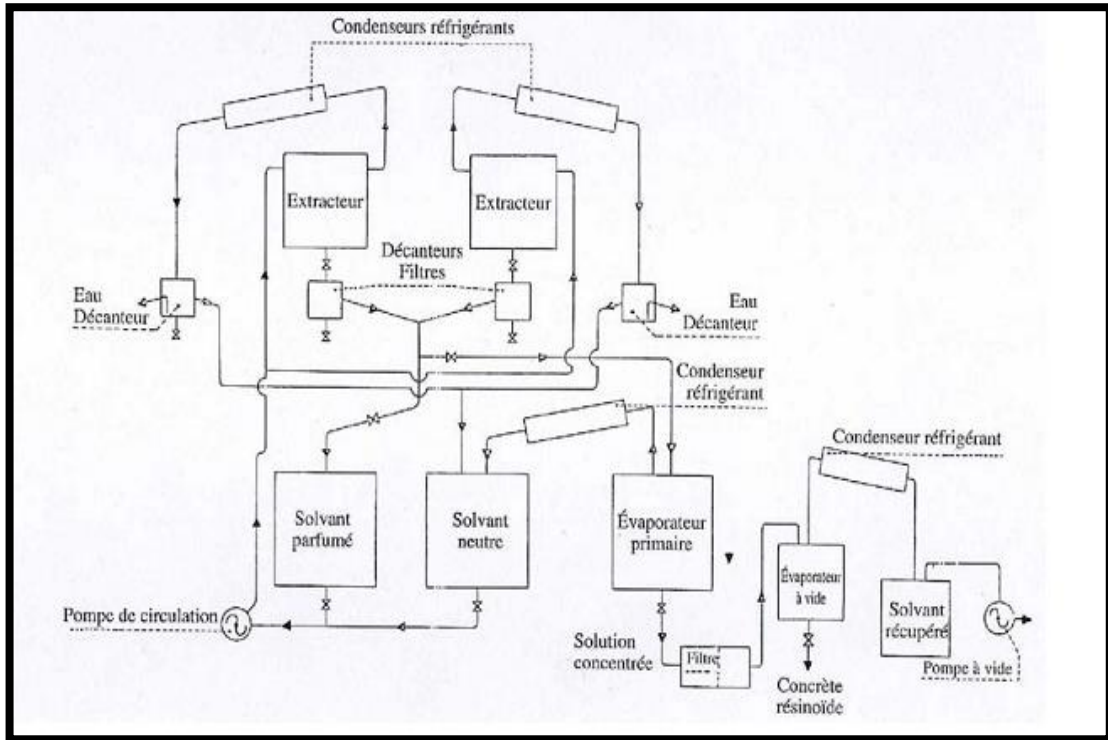 Condenseurs réfrigérants
Extracteur
Extracteur
Décanteurs
Filtres
Eau
Décanteur
Eau
Décanteur
Condenseur
réfrigérant
Condenseur réfrigérant
Solvant
parfumé
Solvant
neutre
Évaporateur
primaire
Évaporateur
à vide
Solvant
récupéré
Pompe de circulation
Solution
concentrée
Filtre
Concrète
résinoïde
Pompe à vide